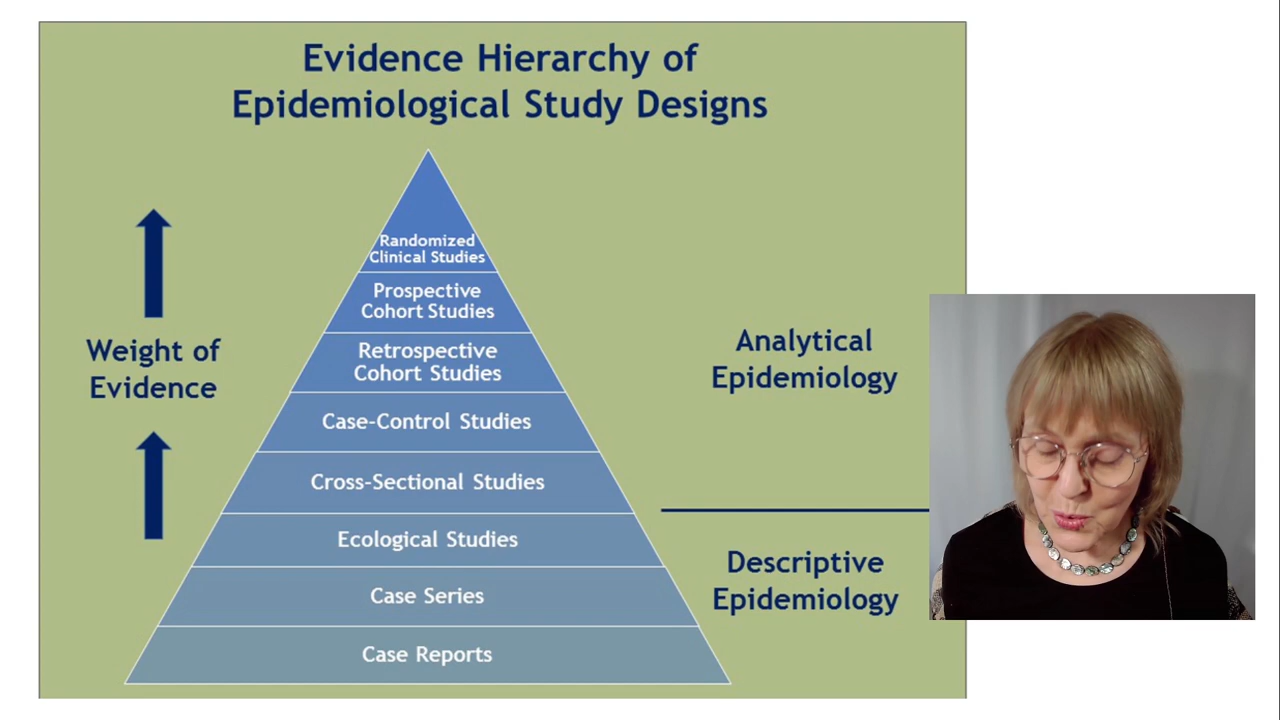 Evidence Hierarchy of
Epidemiological Study Designs
Randomized
Clinical Studies
Prospective
Cohort Studies
Retrospective
Cohort Studies
Case-Control Studies
Cross-Sectional Studies
Ecological Studies
Case Series
Case Reports
Weight of
Evidence
Analytical
Epidemiology
Descriptive
Epidemiology